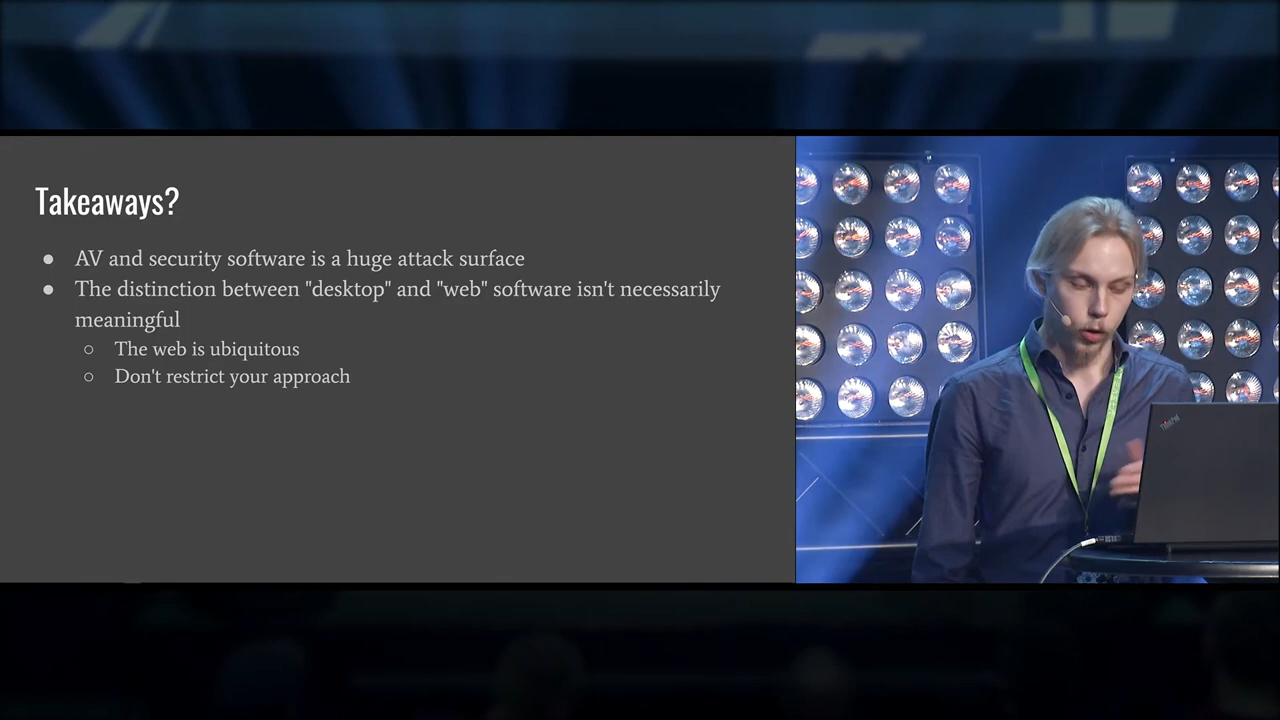 Takeaways?
● AV and security software is a huge attack surface
● The distinction between "desktop" and "web" software isn't necessarily
meaningful
○ The web is ubiquitous
○ Don't restrict your approach
ThinkPad